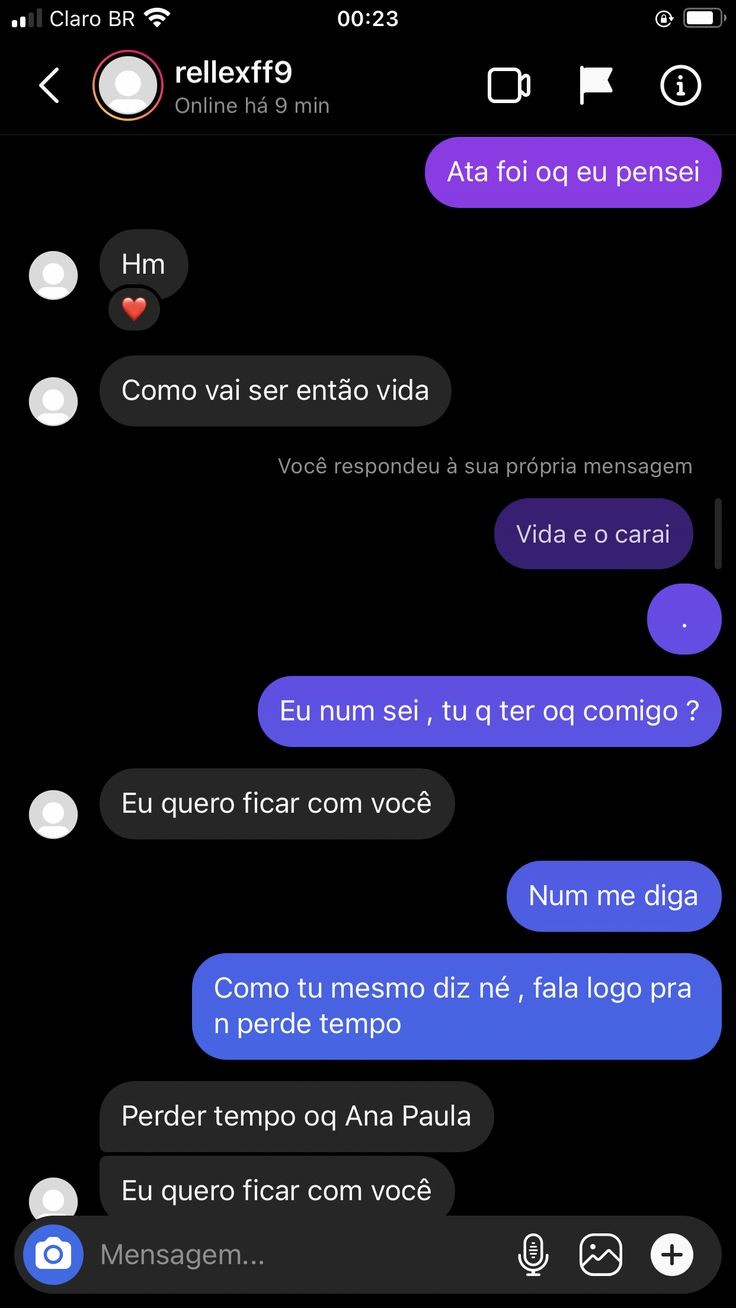 Claro BR
00:23
rellexff9
Online há 9 min
Ata foi oq eu pensei
Hm
Como vai ser então vida
Você respondeu à sua própria mensagem
Vida e o carai
.
Eu num sei , tu q ter oq comigo ?
Eu quero ficar com você
Num me diga
Como tu mesmo diz né , fala logo pra
n perde tempo
Perder tempo oq Ana Paula
Eu quero ficar com você
Mensagem...